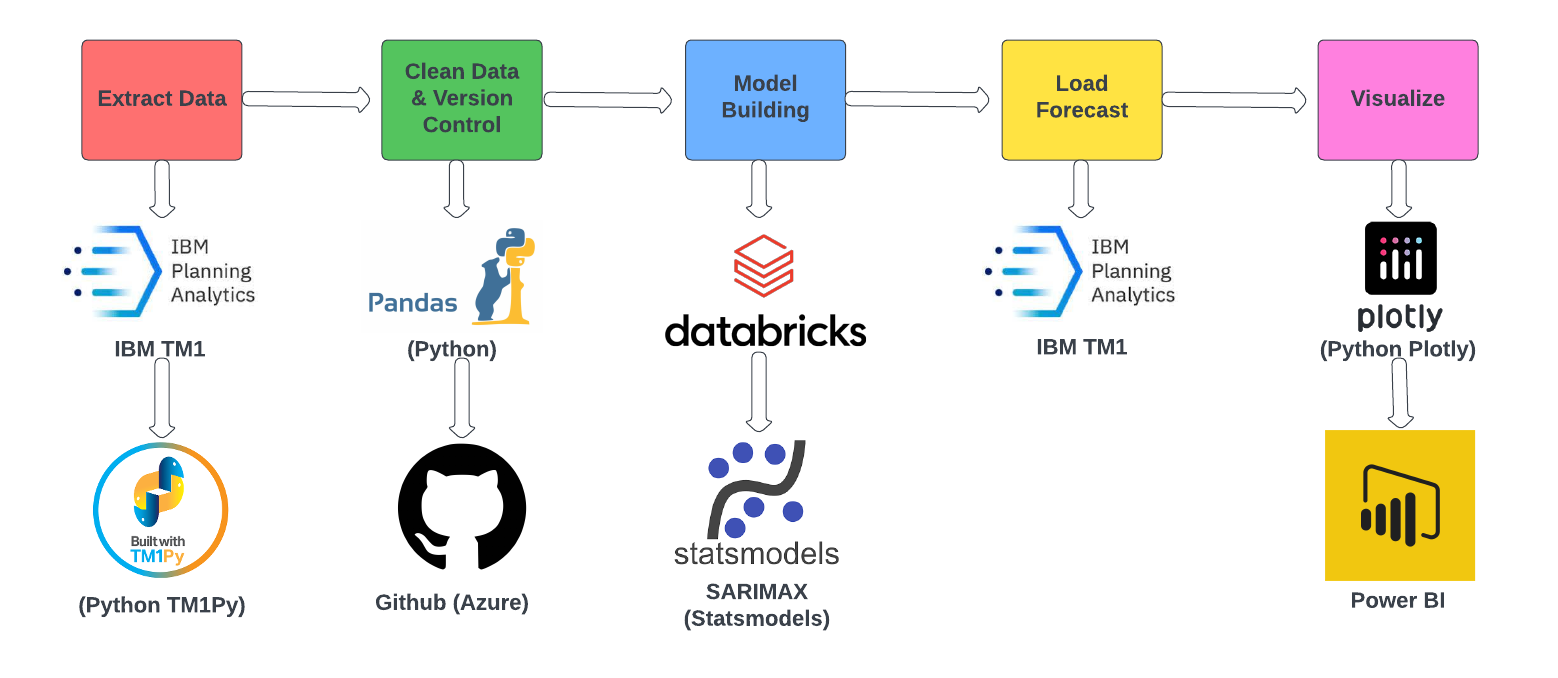 Extract Data
Clean Data
& Version
Control
Model
Building
Load
Forecast
Visualize
IBM
Planning
Analytics
IBM TM1
Pandas
(Python)
databricks
IBM
Planning
Analytics
IBM TM1
plotly
(Python Plotly)
Built with
TM1Py
(Python TM1Py)
Github (Azure)
statsmodels
SARIMAX
(Statsmodels)
Power BI